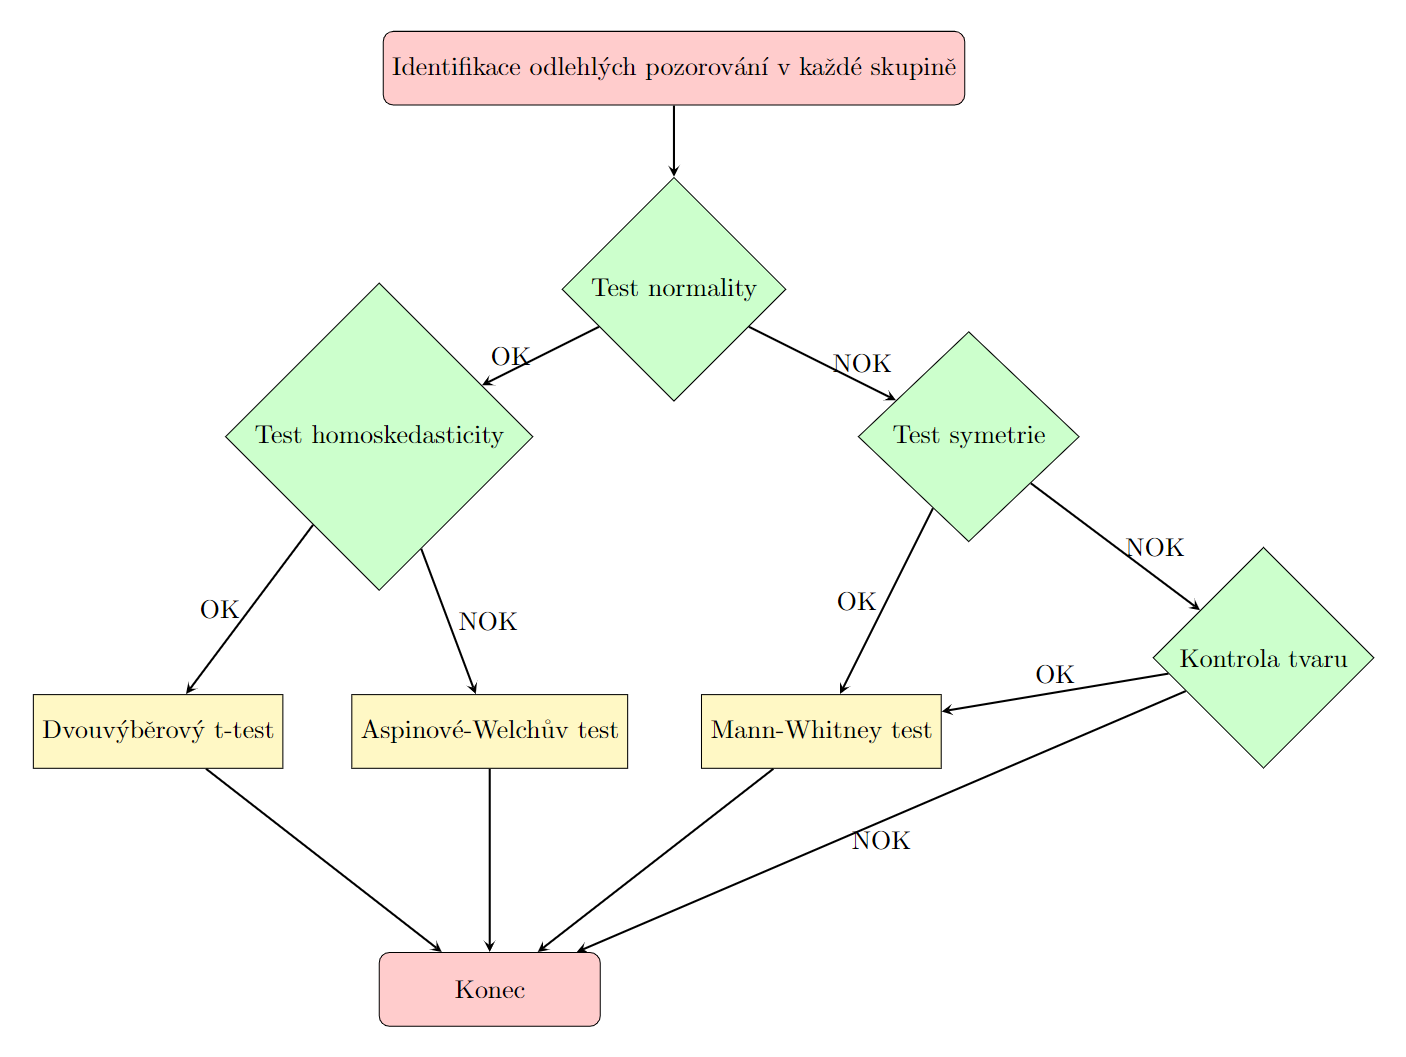 Identifikace odlehlých pozorování v každé skupině
Test normality
OK
NOK
Test homoskedasticity
Test symetrie
OK
NOK
OK
NOK
Kontrola tvaru
OK
Dvouvýběrový t-test
Aspinové-Welchův test
Mann-Whitney test
NOK
Konec